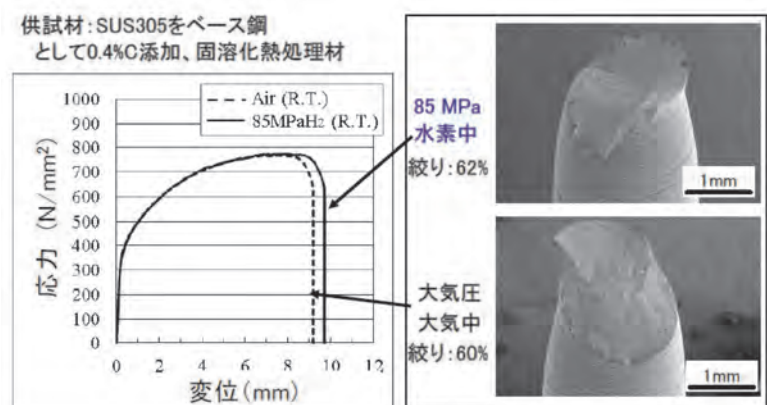 供試材：SUS305をベース鋼
として0.4%C添加、固溶化熱処理材
応力 (N/mm²)
1000
900
800
700
600
500
400
300
200
100
0
Air (R.T.)
85MPaH₂ (R.T.)
0
2
4
6
8
10
12
変位(mm)
85 MPa
水素中
絞り：62%
大気圧
大気中
絞り：60%
1mm
1mm